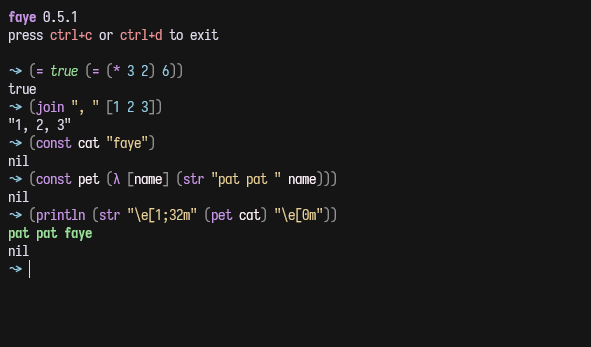 faye 0.5.1
press ctrl+c or ctrl+d to exit
~> (= true (= (* 3 2) 6))
true
~> (join ", " [1 2 3])
"1, 2, 3"
~> (const cat "faye")
nil
~> (const pet (λ [name] (str "pat pat " name)))
nil
~> (println (str "\e[1;32m" (pet cat) "\e[0m"))
pat pat faye
nil
~>